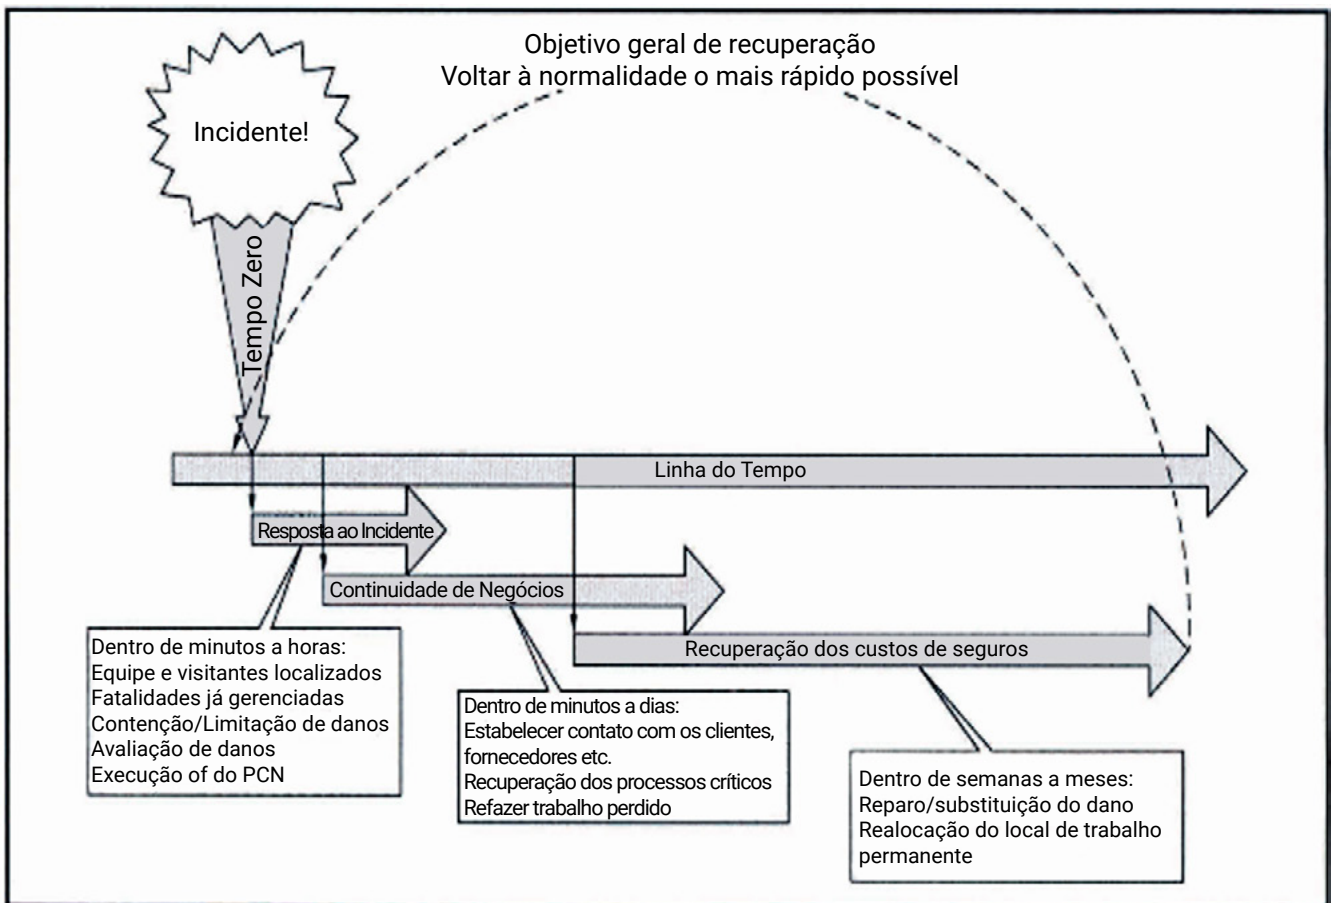 Objetivo geral de recuperação
Voltar à normalidade o mais rápido possível
Incidente!
Tempo Zero
Linha do Tempo
Resposta ao Incidente
Continuidade de Negócios
Recuperação dos custos de seguros
Dentro de minutos a horas:
Equipe e visitantes localizados
Fatalidades já gerenciadas
Contenção/Limitação de danos
Avaliação de danos
Execução of do PCN
Dentro de minutos a dias:
Estabelecer contato com os clientes,
fornecedores etc.
Recuperação dos processos críticos
Refazer trabalho perdido
Dentro de semanas a meses:
Reparo/substituição do dano
Realocação do local de trabalho
permanente